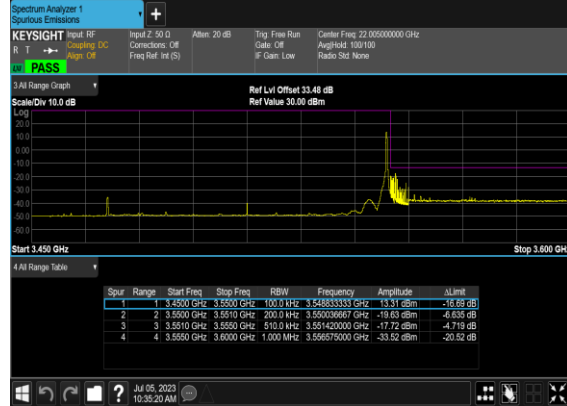 Spectrum Analyzer 1
Spurious Emissions
KEYSIGHT Input: RF Input Z: 50 Ω Atten: 20 dB Trig: Free Run Center Freq: 22.005000000 GHz
R T Coupling: DC Corrections: Off Gate: Off Avg|Hold: 100/100
Align: Off Freq Ref: Int (S) IF Gain: Low Radio Std: None
LW PASS
3 All Range Graph Ref Lvl Offset 33.48 dB
Scale/Div 10.0 dB Ref Value 30.00 dBm
Log
20.0
10.0
0.00
-10.0
-20.0
-30.0
-40.0
-50.0
-60.0
Start 3.450 GHz Stop 3.600 GHz
4 All Range Table
Spur Range Start Freq Stop Freq RBW Frequency Amplitude ΔLimit
1 1 3.4500 GHz 3.5500 GHz 100.0 kHz 3.548833333 GHz 13.31 dBm -16.69 dB
2 2 3.5500 GHz 3.5510 GHz 200.0 kHz 3.550036667 GHz -19.63 dBm -6.635 dB
3 3 3.5510 GHz 3.5550 GHz 510.0 kHz 3.551420000 GHz -17.72 dBm -4.719 dB
4 4 3.5550 GHz 3.6000 GHz 1.000 MHz 3.556575000 GHz -33.52 dBm -20.52 dB
? Jul 05, 2023
10:35:20 AM